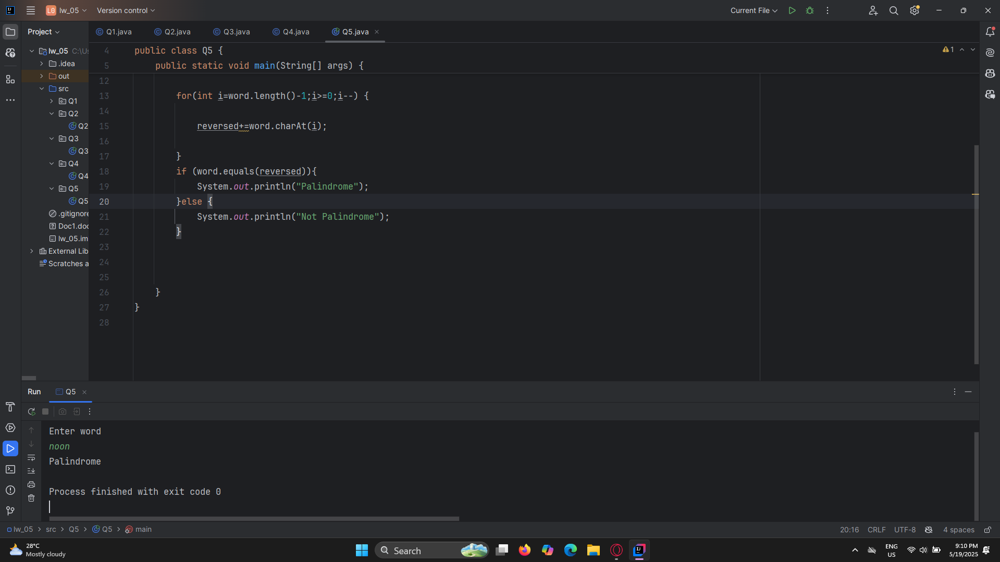 L0 lw_05 Version control Current File
Project Q1.java Q2.java Q3.java Q4.java Q5.java
lw_05 C:\Us
.idea
out
src
Q1
Q2
Q2
Q3
Q3
Q4
Q4
Q5
Q5
.gitignore
Doc1.doc
lw_05.im
External Lib
Scratches a
4 public class Q5 {
5 public static void main(String[] args) {
1
12
13 for(int i=word.length()-1;i>=0;i--) {
14
15 reversed+=word.charAt(i);
16
17 }
18 if (word.equals(reversed)){
19 System.out.println("Palindrome");
20 }else {
21 System.out.println("Not Palindrome");
22 }
23
24
25
26 }
27 }
28
Run Q5
Enter word
noon
Palindrome
Process finished with exit code 0
lw_05 > src > Q5 > Q5 > main 20:16 CRLF UTF-8 4 spaces
28°C
Mostly cloudy
Search
ENG
US
9:10 PM
5/19/2025